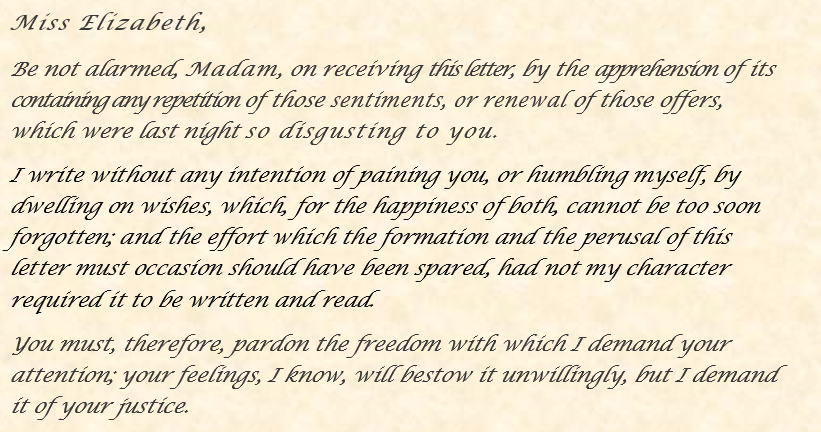 Miss Elizabeth,
Be not alarmed, Madam, on receiving this letter, by the apprehension of its
containing any repetition of those sentiments, or renewal of those offers,
which were last night so disgusting to you.
I write without any intention of paining you, or humbling myself, by
dwelling on wishes, which, for the happiness of both, cannot be too soon
forgotten; and the effort which the formation and the perusal of this
letter must occasion should have been spared, had not my character
required it to be written and read.
You must, therefore, pardon the freedom with which I demand your
attention; your feelings, I know, will bestow it unwillingly, but I demand
it of your justice.